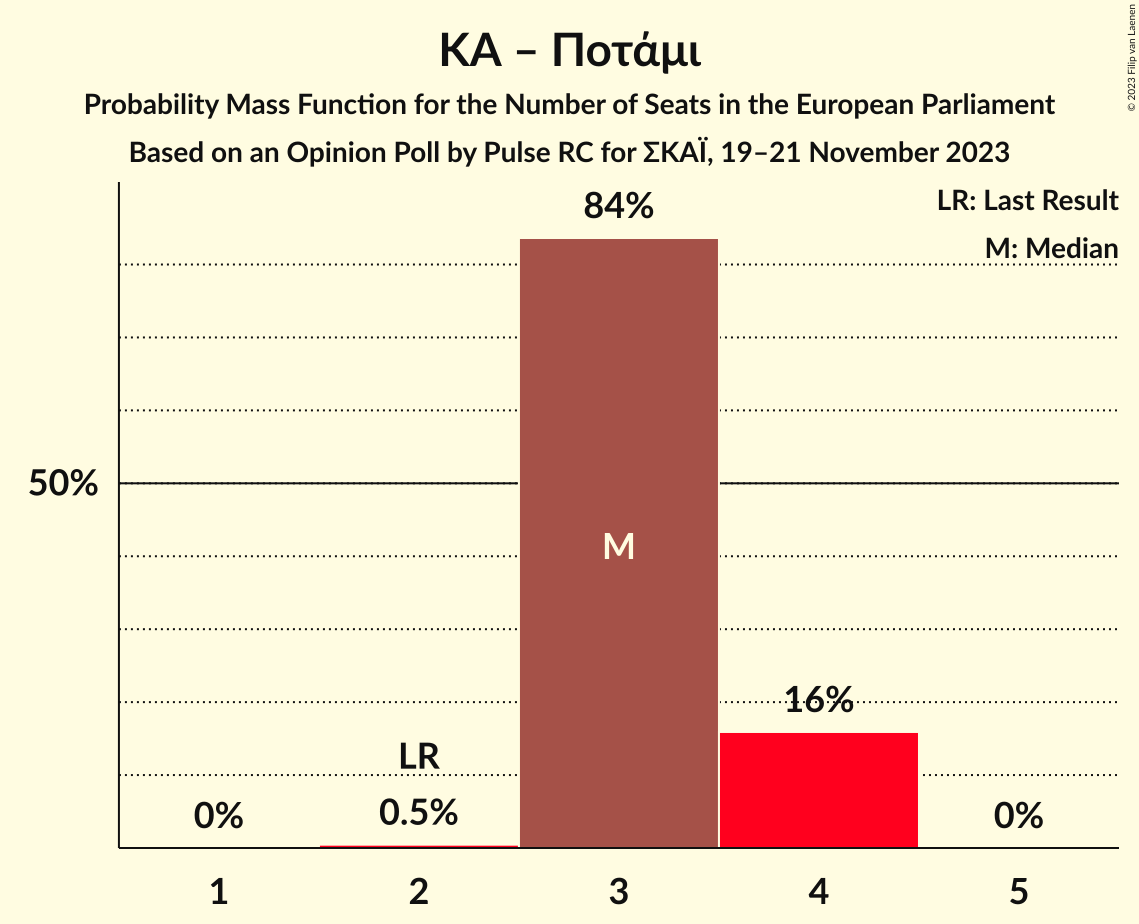 ΚΑ – Ποτάμι
Probability Mass Function for the Number of Seats in the European Parliament
Based on an Opinion Poll by Pulse RC for ΣΚΑΪ, 19–21 November 2023
© 2023 Filip van Laenen
LR: Last Result
M: Median
84%
50%
M
16%
LR
0%
0.5%
0%
1
2
3
4
5